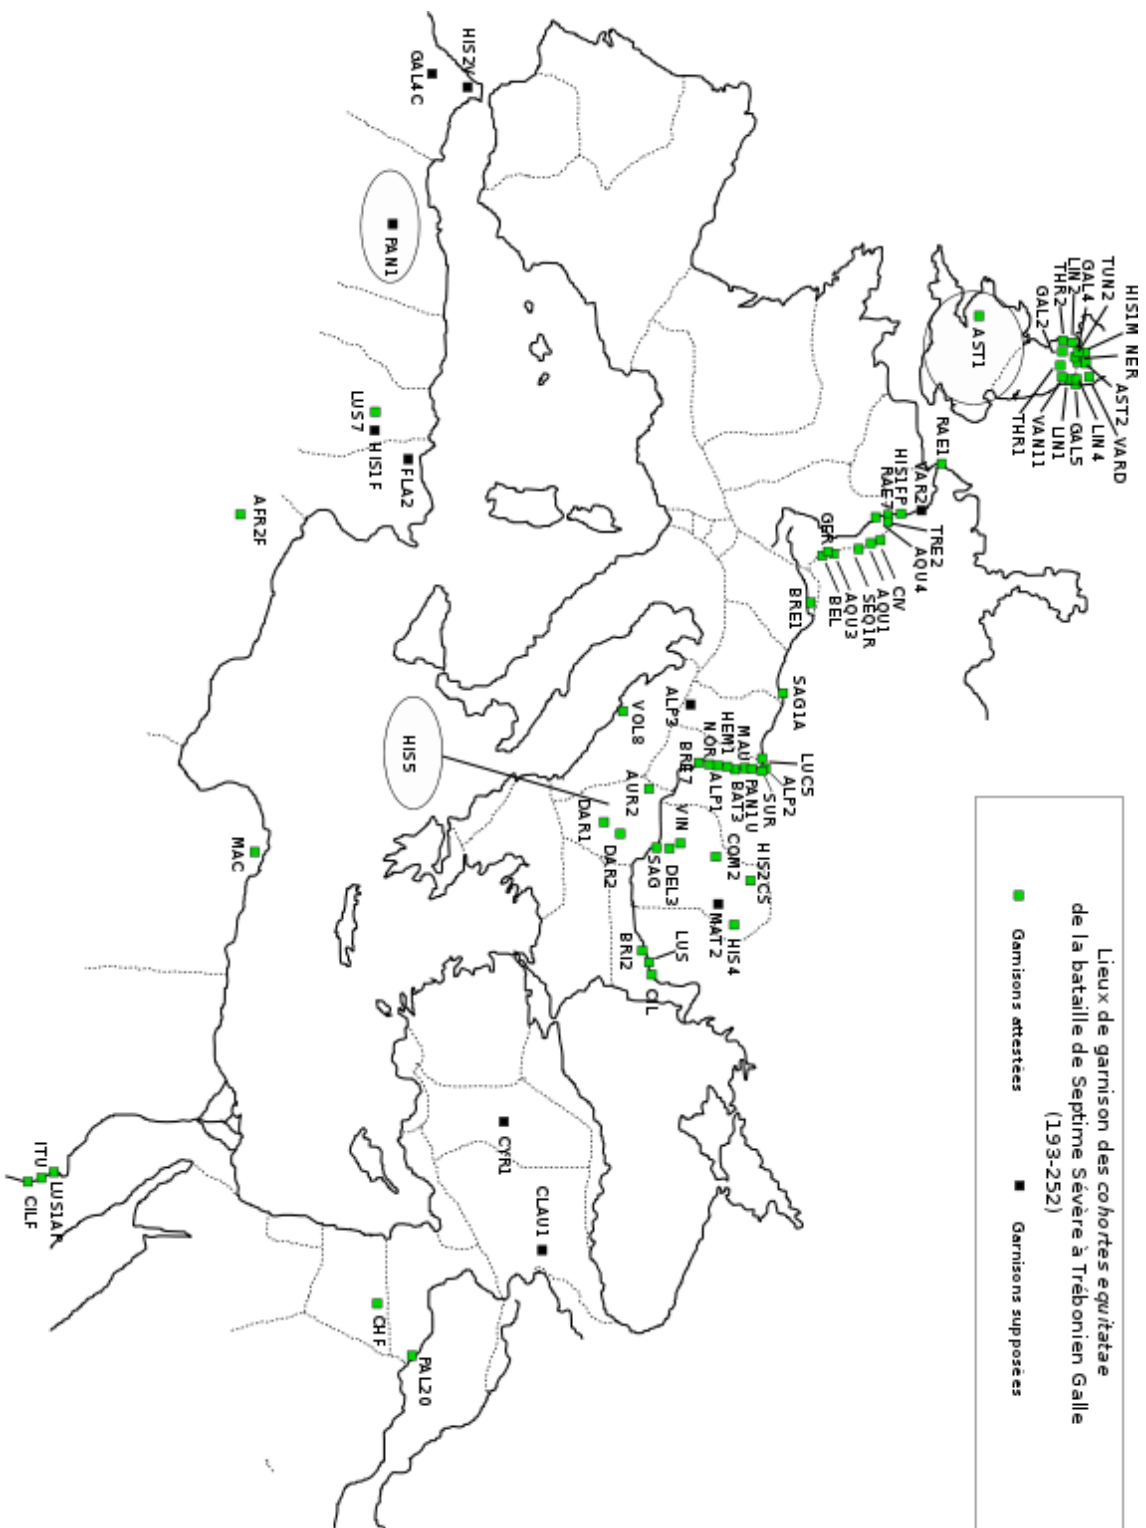 Lieux de garnison des cohortes equitatae
de la bataille de Septime Sévère à Trébonien Galle
(193-252)
Garnisons attestées
Garnisons supposées
HIS1M
NER
TUN2
GAL4
LIN2
THR2
GAL2
AST2
VARD
LIN4
GAL5
LIN1
VAN11
THR1
AST1
RAE1
VAR2
HIS1FP
RAE7
TRE2
AQU4
GER
CIV
AQU1
SEQ1R
AQU3
BEL
BRE1
SAG1A
LUC5
ALP2
SUR
PAN1U
MAU
BAT3
HEM1
ALP1
NOR
BRE7
ALP3
VOL8
HIS5
AUR2
DAR1
DAR2
VIN
SAG
DEL3
COM2
HIS2CS
MAT2
HIS4
BRI2
LUS
CIL
HIS2V
GAL4C
PAN1
LUS7
HIS1F
FLA2
AFR2F
MAC
CYR1
CLAU1
CHF
PAL20
ITU
LUS1AP
CILF